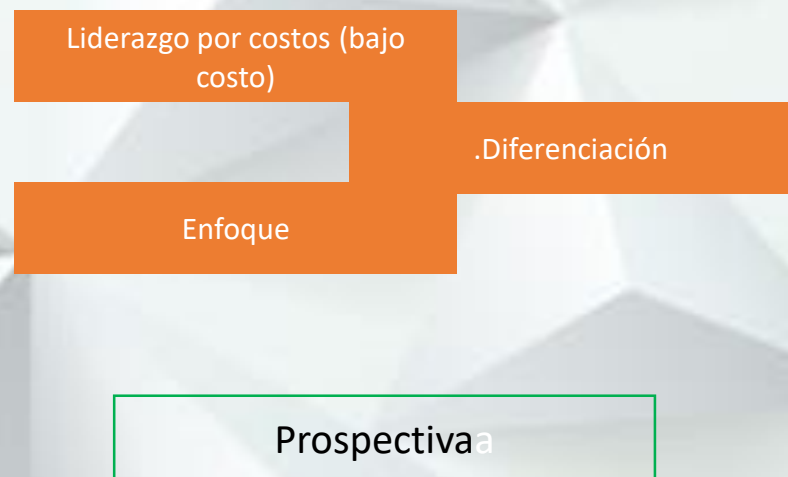 Liderazgo por costos (bajo
costo)
.Diferenciación
Enfoque
Prospectivaa